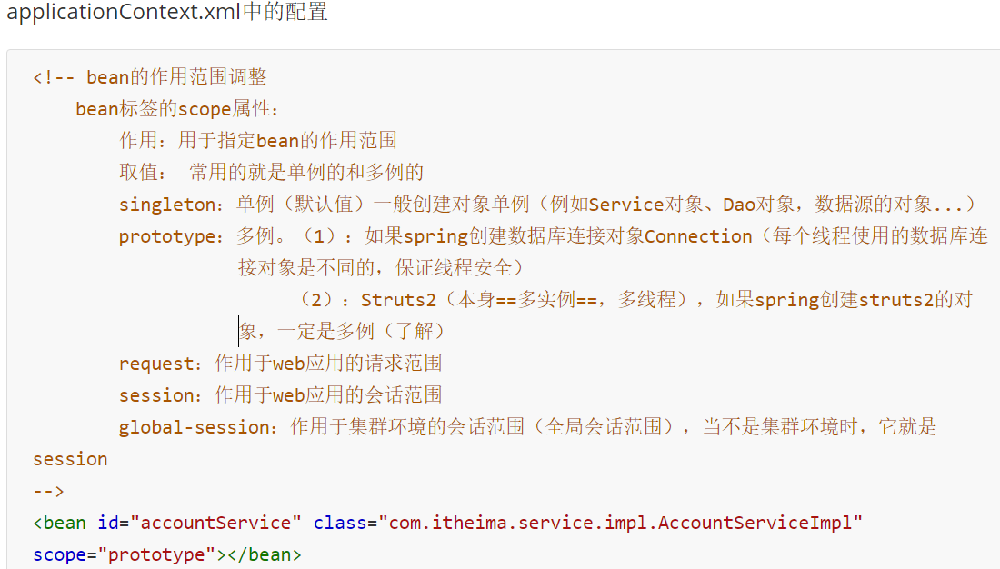 applicationContext.xml中的配置
<!-- bean的作用范围调整
bean标签的scope属性：
作用：用于指定bean的作用范围
取值： 常用的就是单例的和多例的
singleton：单例（默认值）一般创建对象单例（例如Service对象、Dao对象，数据源的对象...）
prototype：多例。（1）：如果spring创建数据库连接对象Connection（每个线程使用的数据库连
接对象是不同的，保证线程安全）
（2）：Struts2（本身==多实例==，多线程），如果spring创建struts2的对
象，一定是多例（了解）
request：作用于web应用的请求范围
session：作用于web应用的会话范围
global-session：作用于集群环境的会话范围（全局会话范围），当不是集群环境时，它就是
session
-->
<bean id="accountService" class="com.itheima.service.impl.AccountServiceImpl"
scope="prototype"></bean>